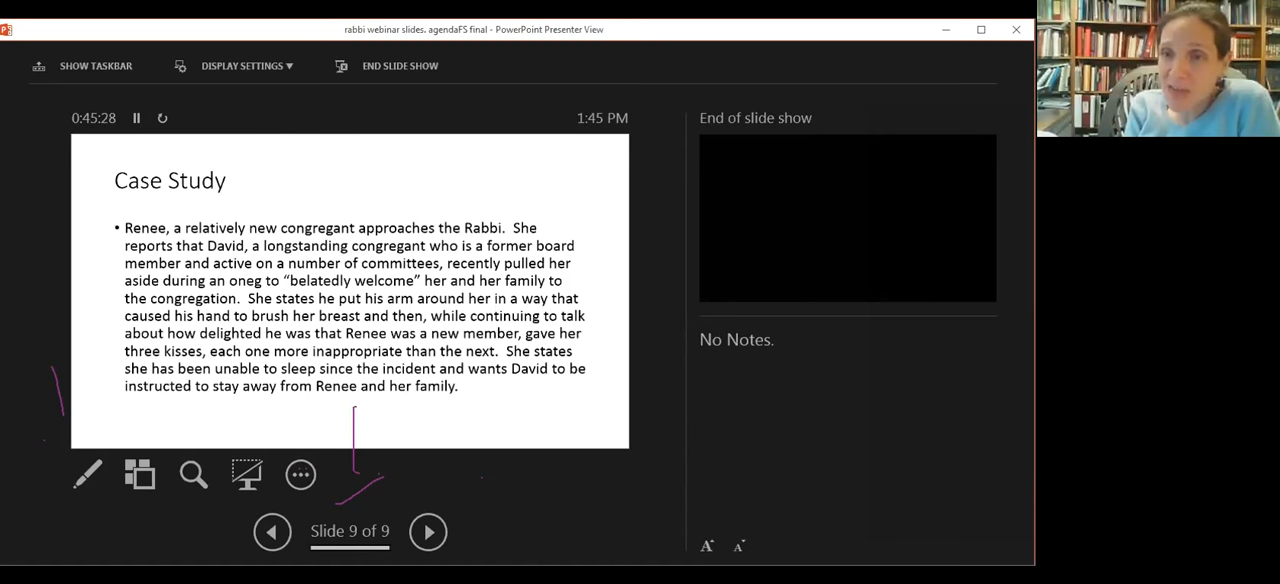 rabbi webinar slides. agendaFS final - PowerPoint Presenter View
SHOW TASKBAR
DISPLAY SETTINGS ▾
END SLIDE SHOW
0:45:28
1:45 PM
Case Study
• Renee, a relatively new congregant approaches the Rabbi.  She
reports that David, a longstanding congregant who is a former board
member and active on a number of committees, recently pulled her
aside during an oneg to “belatedly welcome” her and her family to
the congregation.  She states he put his arm around her in a way that
caused his hand to brush her breast and then, while continuing to talk
about how delighted he was that Renee was a new member, gave her
three kisses, each one more inappropriate than the next.  She states
she has been unable to sleep since the incident and wants David to be
instructed to stay away from Renee and her family.
Slide 9 of 9
End of slide show
No Notes.
A A